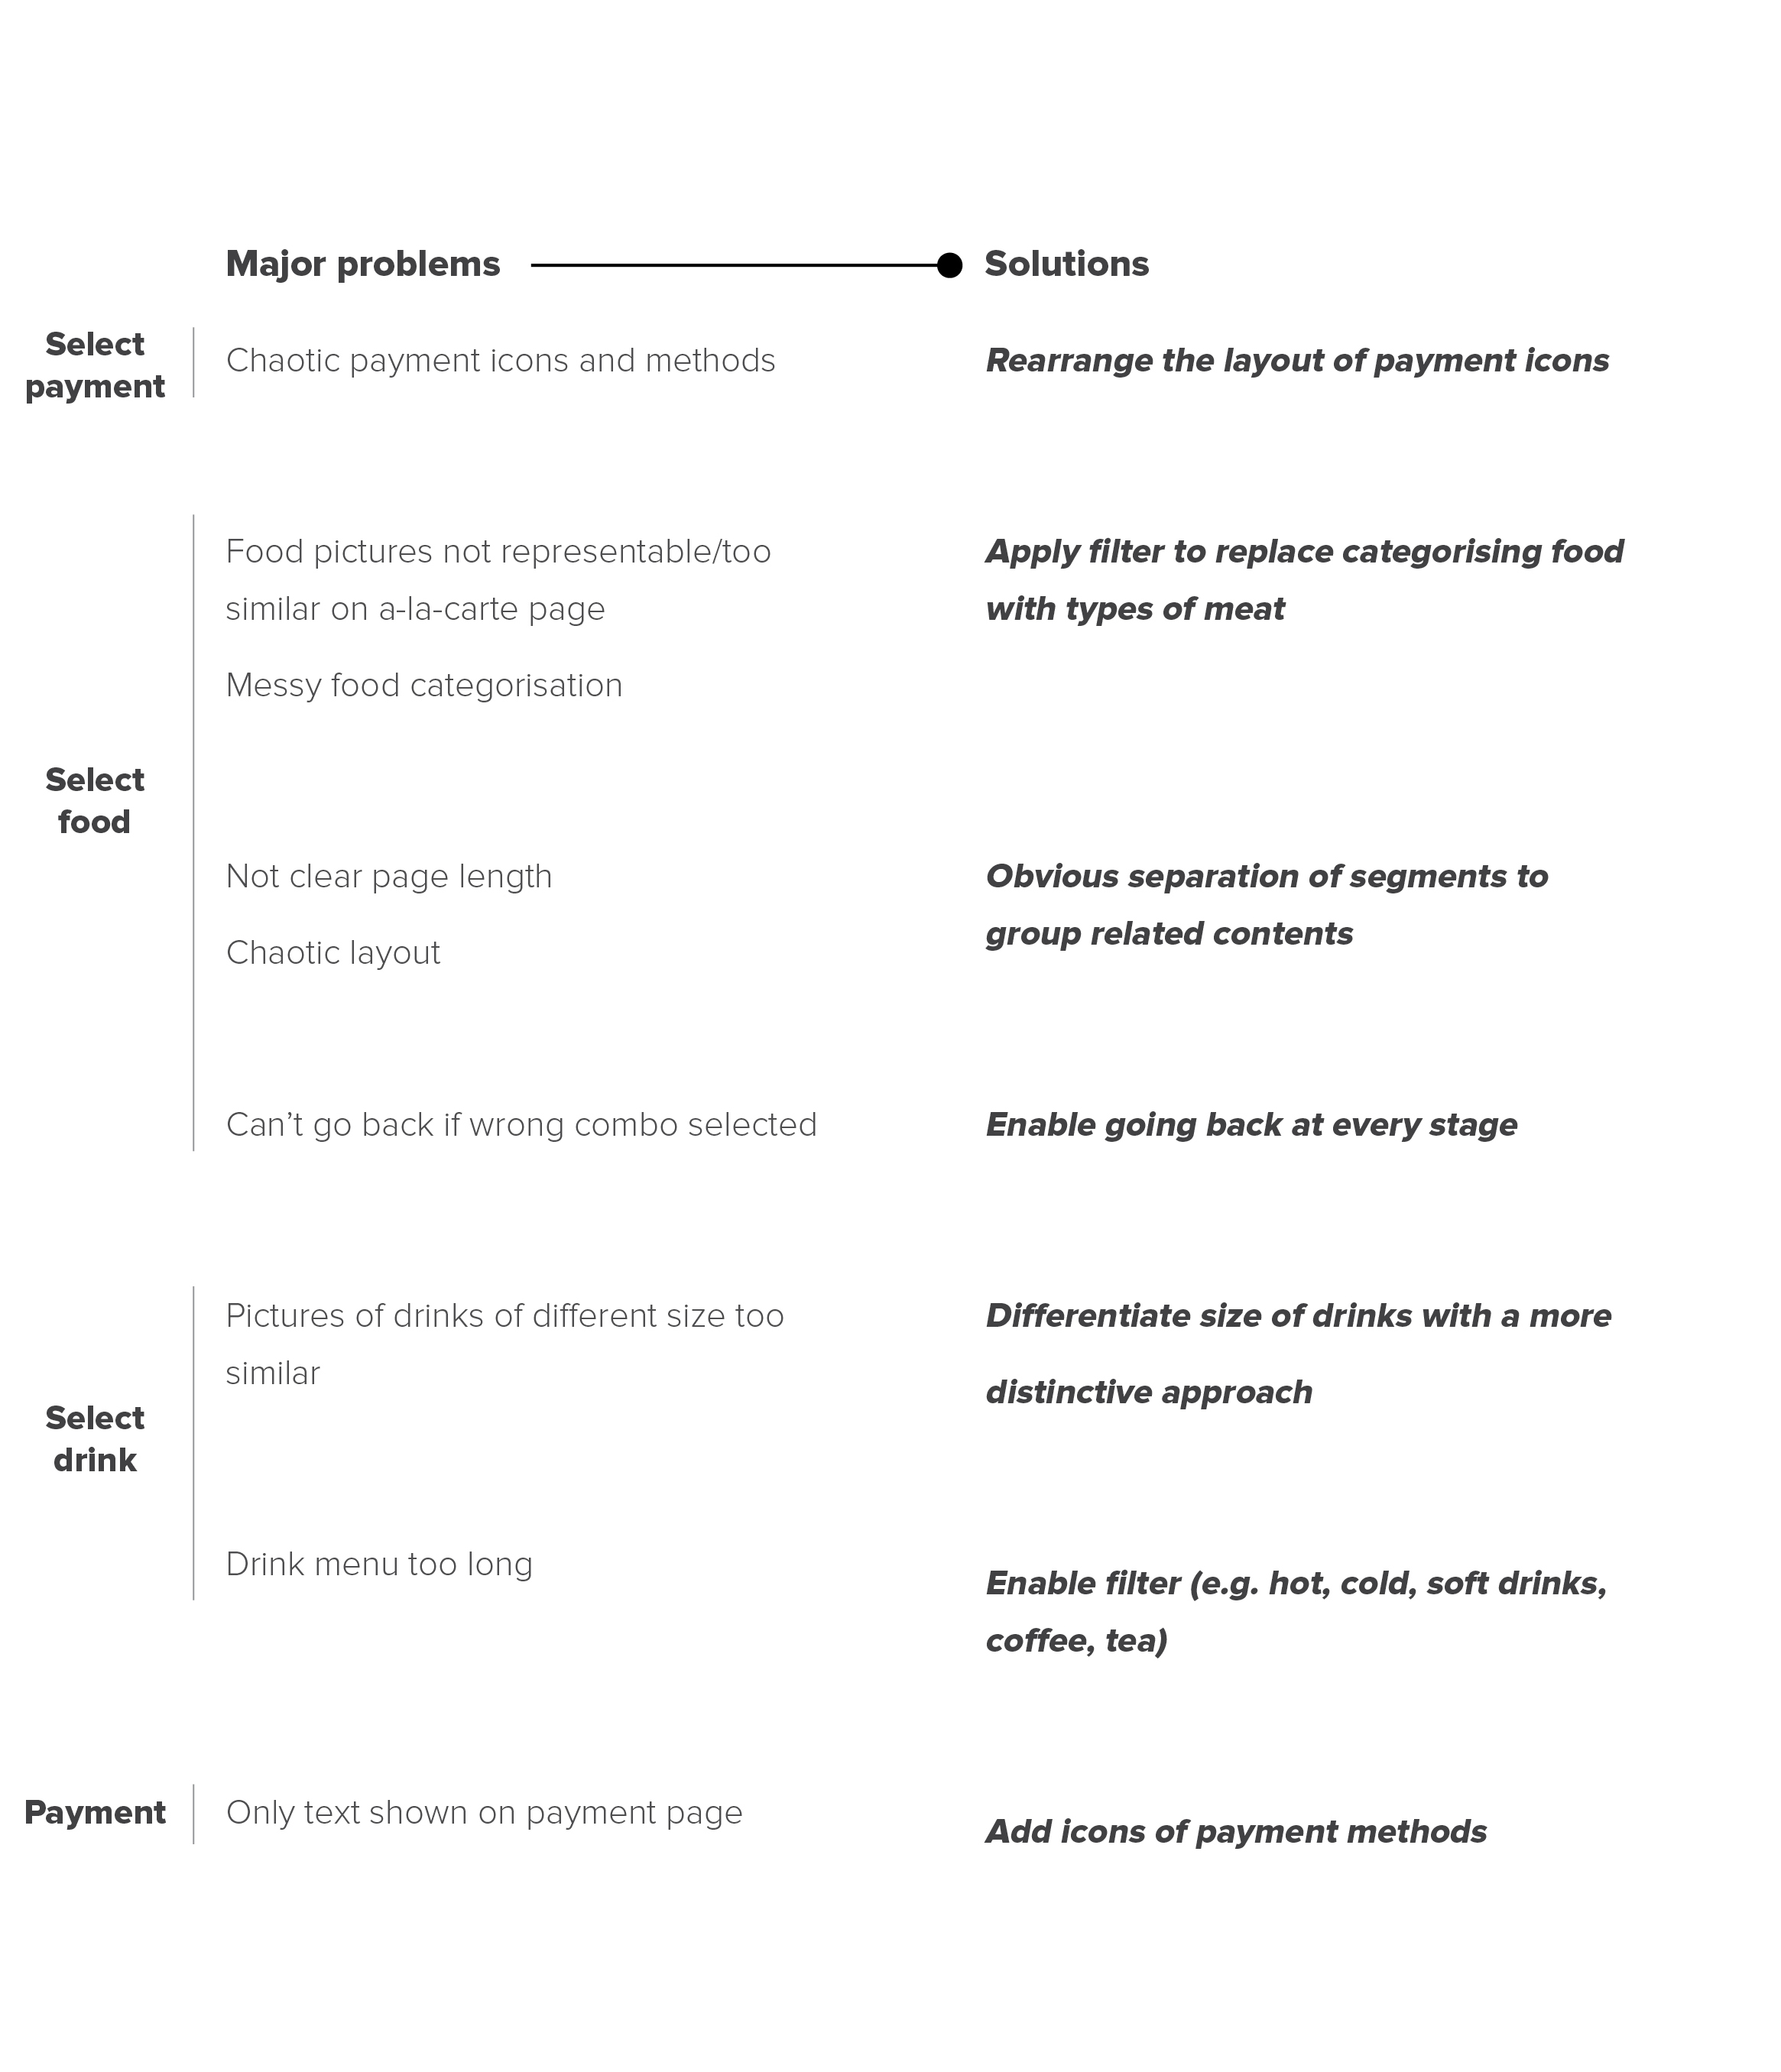 Major problems
Solutions
Select
payment
Chaotic payment icons and methods
Rearrange the layout of payment icons
Select
food
Food pictures not representable/too
similar on a-la-carte page
Messy food categorisation
Apply filter to replace categorising food
with types of meat
Not clear page length
Chaotic layout
Obvious separation of segments to
group related contents
Can’t go back if wrong combo selected
Enable going back at every stage
Select
drink
Pictures of drinks of different size too
similar
Differentiate size of drinks with a more
distinctive approach
Drink menu too long
Enable filter (e.g. hot, cold, soft drinks,
coffee, tea)
Payment
Only text shown on payment page
Add icons of payment methods